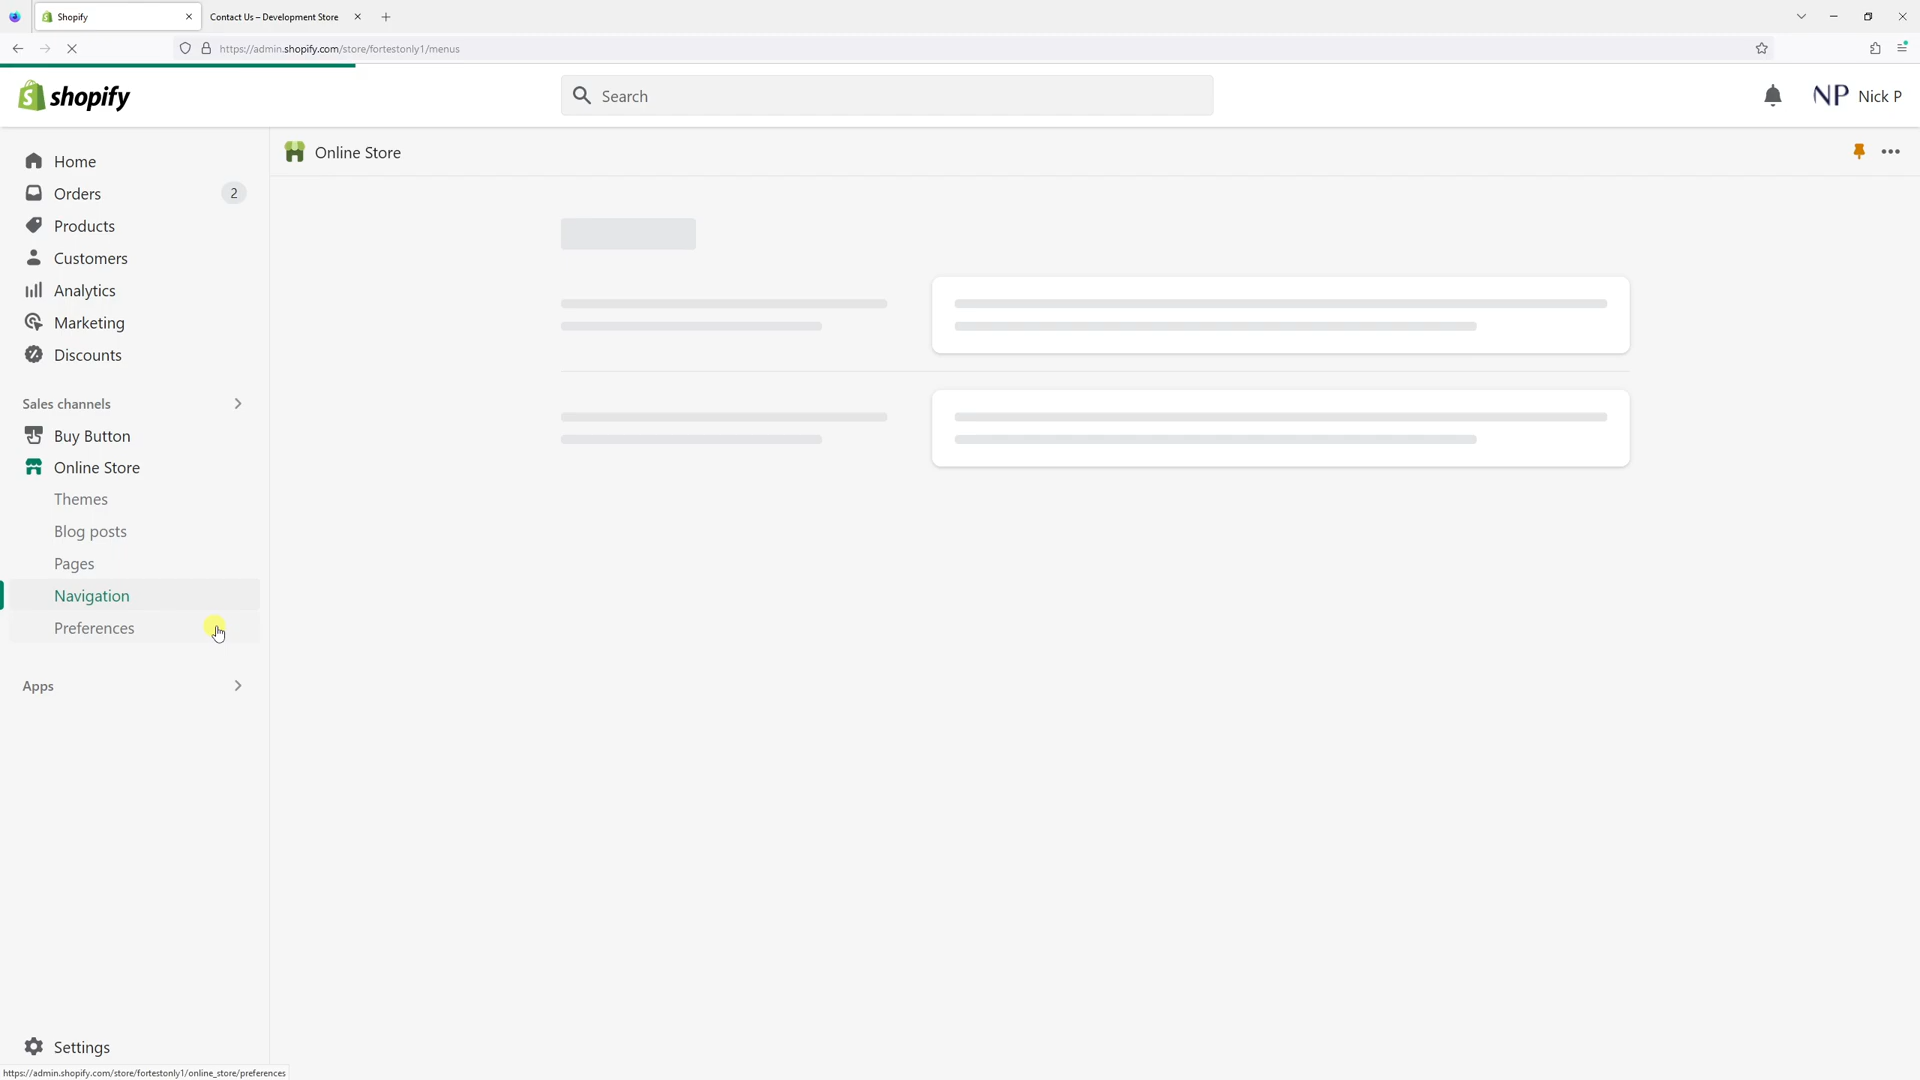 Shopify
Contact Us – Development Store
https://admin.shopify.com/store/fortestonly1/menus
shopify
Search
NP Nick P
Home
Orders 2
Products
Customers
Analytics
Marketing
Discounts
Sales channels
Buy Button
Online Store
Themes
Blog posts
Pages
Navigation
Preferences
Apps
Settings
Online Store
https://admin.shopify.com/store/fortestonly1/online_store/preferences